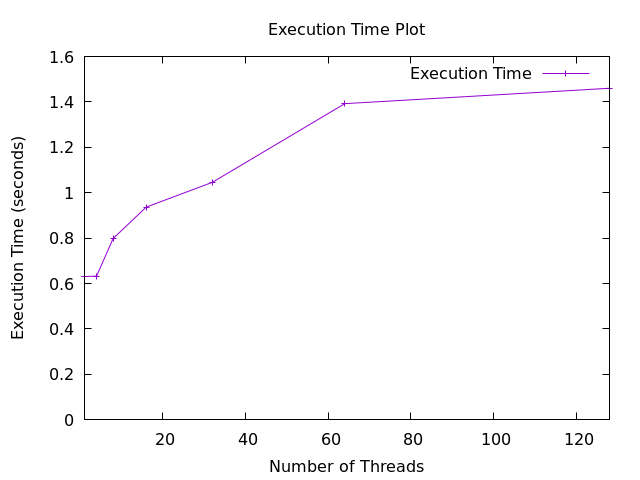 Execution Time Plot
1.6
1.4
1.2
1
0.8
0.6
0.4
0.2
0
Execution Time
20 40 60 80 100 120
Execution Time (seconds)
Number of Threads